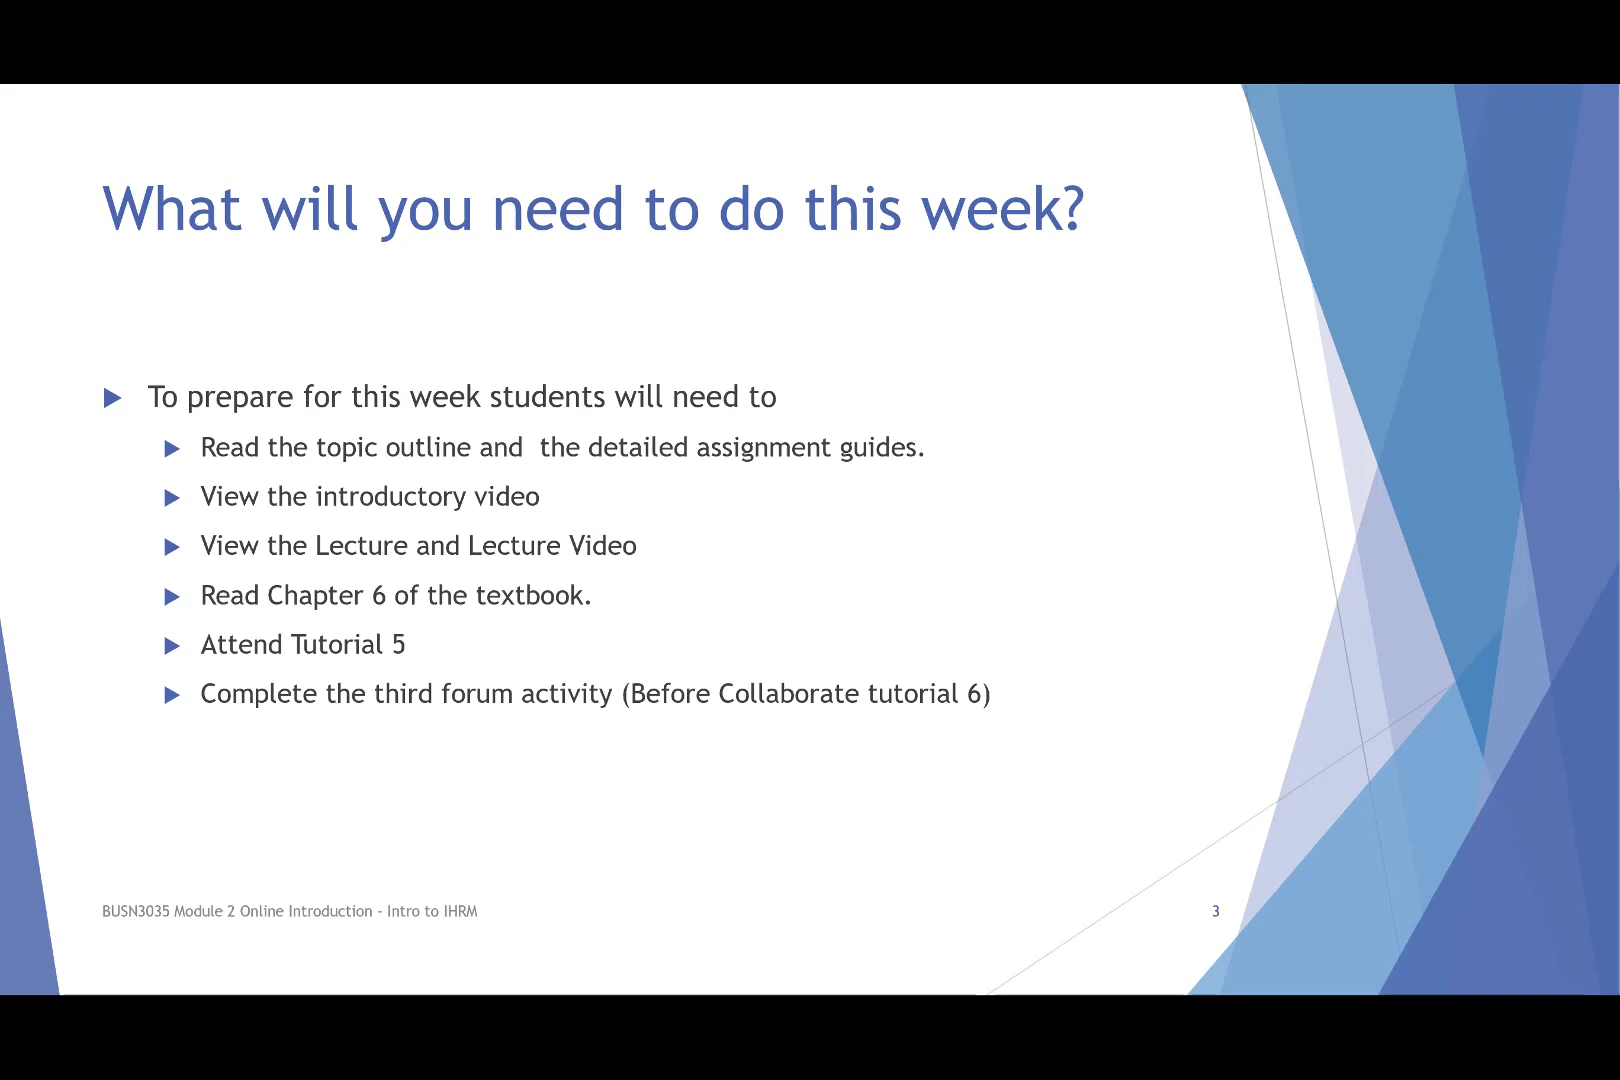 What will you need to do this week?
To prepare for this week students will need to
Read the topic outline and  the detailed assignment guides.
View the introductory video
View the Lecture and Lecture Video
Read Chapter 6 of the textbook.
Attend Tutorial 5
Complete the third forum activity (Before Collaborate tutorial 6)
BUSN3035 Module 2 Online Introduction - Intro to IHRM
3